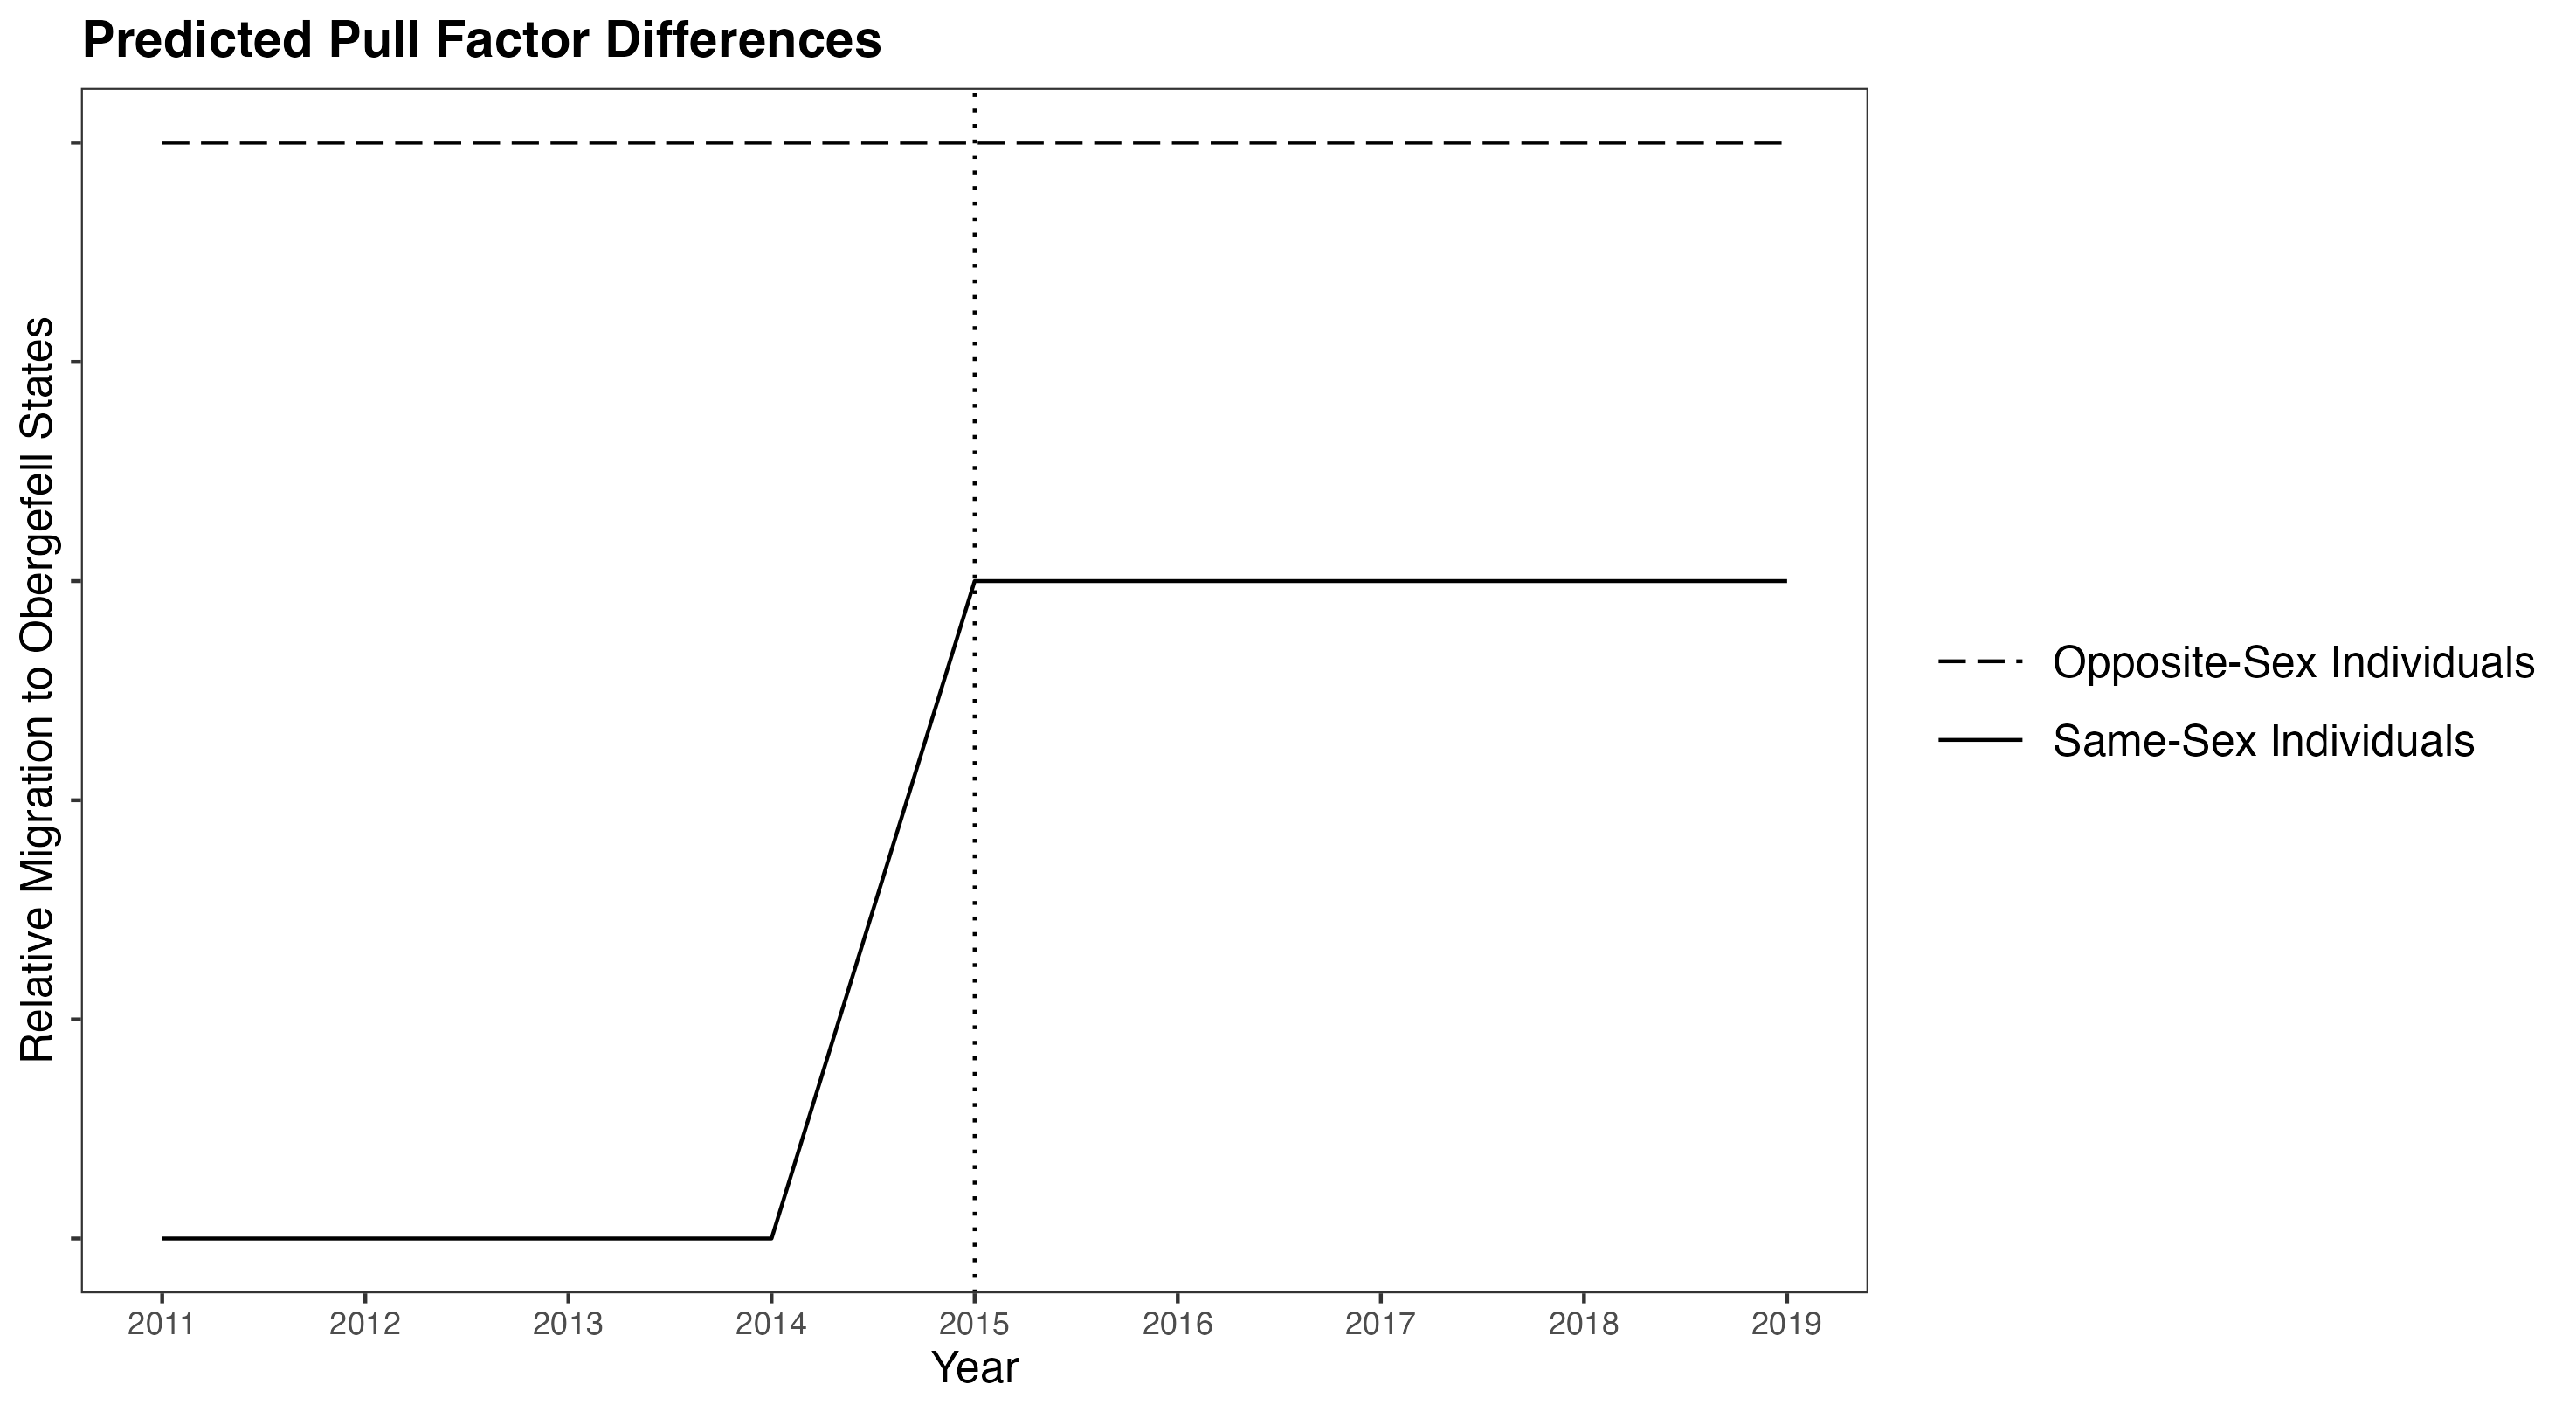 Predicted Pull Factor Differences
Relative Migration to Obergefell States
Opposite-Sex Individuals
Same-Sex Individuals
2011 2012 2013 2014 2015 2016 2017 2018 2019
Year